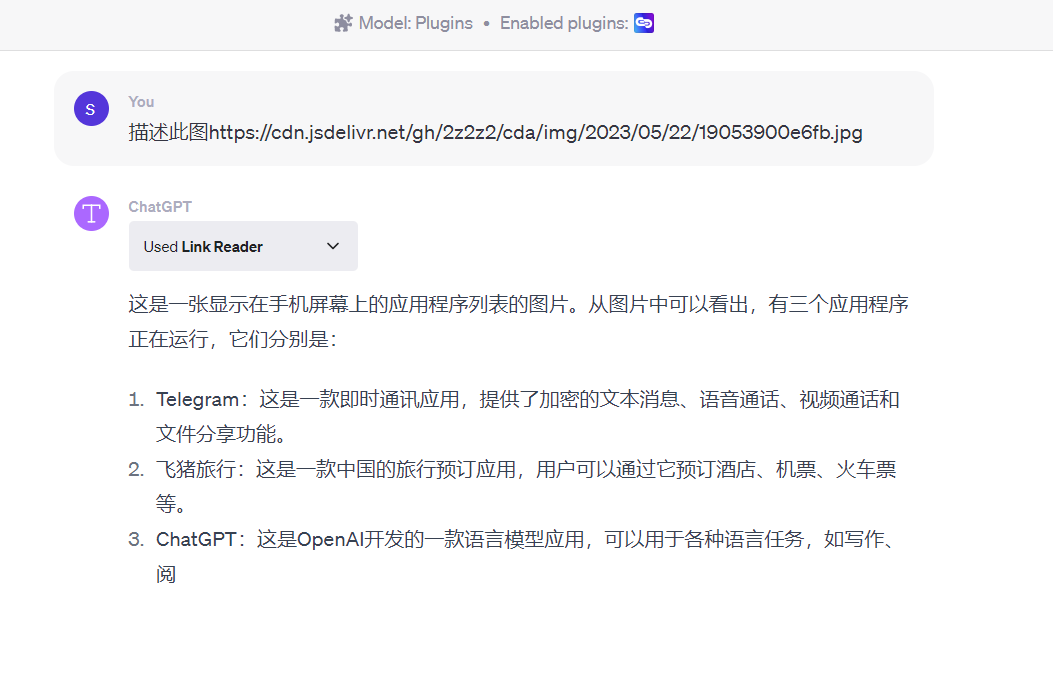 Model: Plugins • Enabled plugins:
S
You
描述此图https://cdn.jsdelivr.net/gh/2z2z2/cda/img/2023/05/22/19053900e6fb.jpg
T
ChatGPT
Used Link Reader
这是一张显示在手机屏幕上的应用程序列表的图片。从图片中可以看出，有三个应用程序
正在运行，它们分别是：
1. Telegram：这是一款即时通讯应用，提供了加密的文本消息、语音通话、视频通话和
文件分享功能。
2. 飞猪旅行：这是一款中国的旅行预订应用，用户可以通过它预订酒店、机票、火车票
等。
3. ChatGPT：这是OpenAI开发的一款语言模型应用，可以用于各种语言任务，如写作、
阅